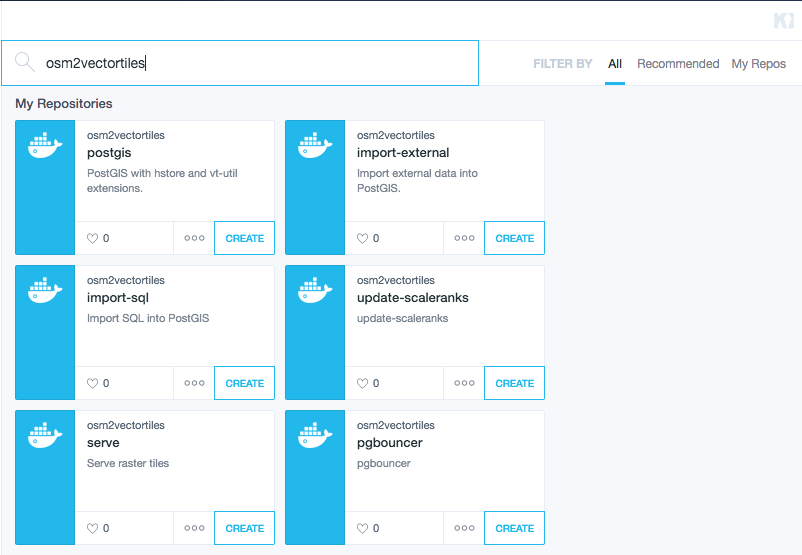 osm2vectortiles
FILTER BY All Recommended My Repos
My Repositories
osm2vectortiles
postgis
PostGIS with hstore and vt-util
extensions.
0
CREATE
osm2vectortiles
import-external
Import external data into
PostGIS.
0
CREATE
osm2vectortiles
import-sql
Import SQL into PostGIS
0
CREATE
osm2vectortiles
update-scaleranks
update-scaleranks
0
CREATE
osm2vectortiles
serve
Serve raster tiles
0
CREATE
osm2vectortiles
pgbouncer
pgbouncer
0
CREATE